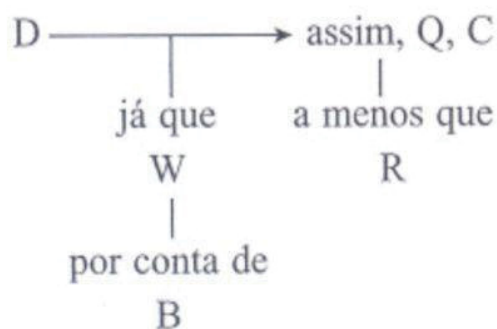 D assim, Q, C
já que a menos que
W R
por conta de
B